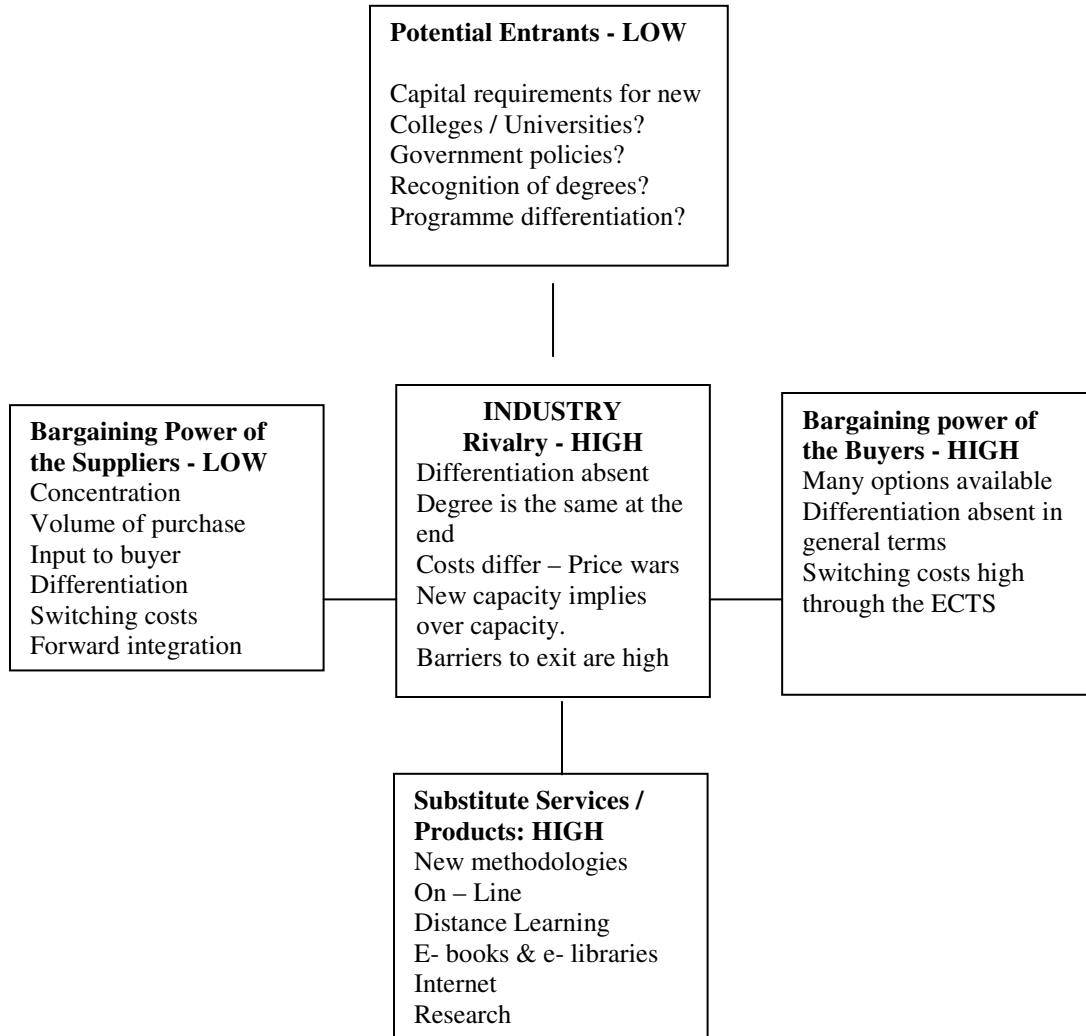 Potential Entrants - LOW
Capital requirements for new
Colleges / Universities?
Government policies?
Recognition of degrees?
Programme differentiation?
Bargaining Power of
the Suppliers - LOW
Concentration
Volume of purchase
Input to buyer
Differentiation
Switching costs
Forward integration
INDUSTRY
Rivalry - HIGH
Differentiation absent
Degree is the same at the
end
Costs differ – Price wars
New capacity implies
over capacity.
Barriers to exit are high
Bargaining power of
the Buyers - HIGH
Many options available
Differentiation absent in
general terms
Switching costs high
through the ECTS
Substitute Services /
Products: HIGH
New methodologies
On – Line
Distance Learning
E- books & e- libraries
Internet
Research